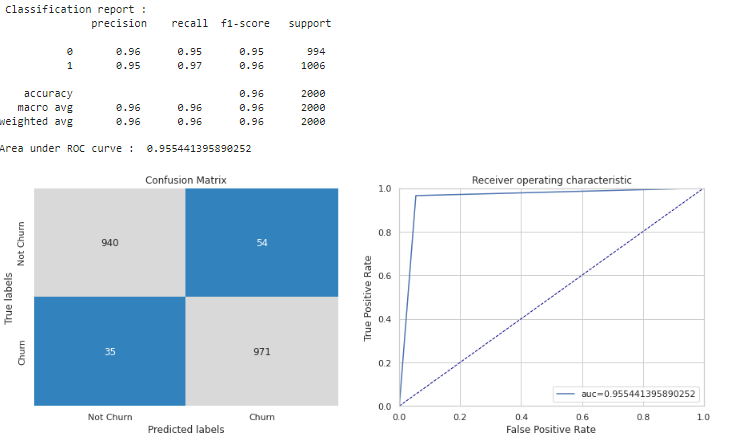 Classification report :
precision recall f1-score support
0 0.96 0.95 0.95 994
1 0.95 0.97 0.96 1006
accuracy 0.96 2000
macro avg 0.96 0.96 0.96 2000
weighted avg 0.96 0.96 0.96 2000
Area under ROC curve : 0.955441395890252
Confusion Matrix
True labels
Not Churn
Churn
940 54
35 971
Not Churn Churn
Predicted labels
Receiver operating characteristic
True Positive Rate
1.0
0.8
0.6
0.4
0.2
0.0
auc=0.955441395890252
0.0 0.2 0.4 0.6 0.8 1.0
False Positive Rate